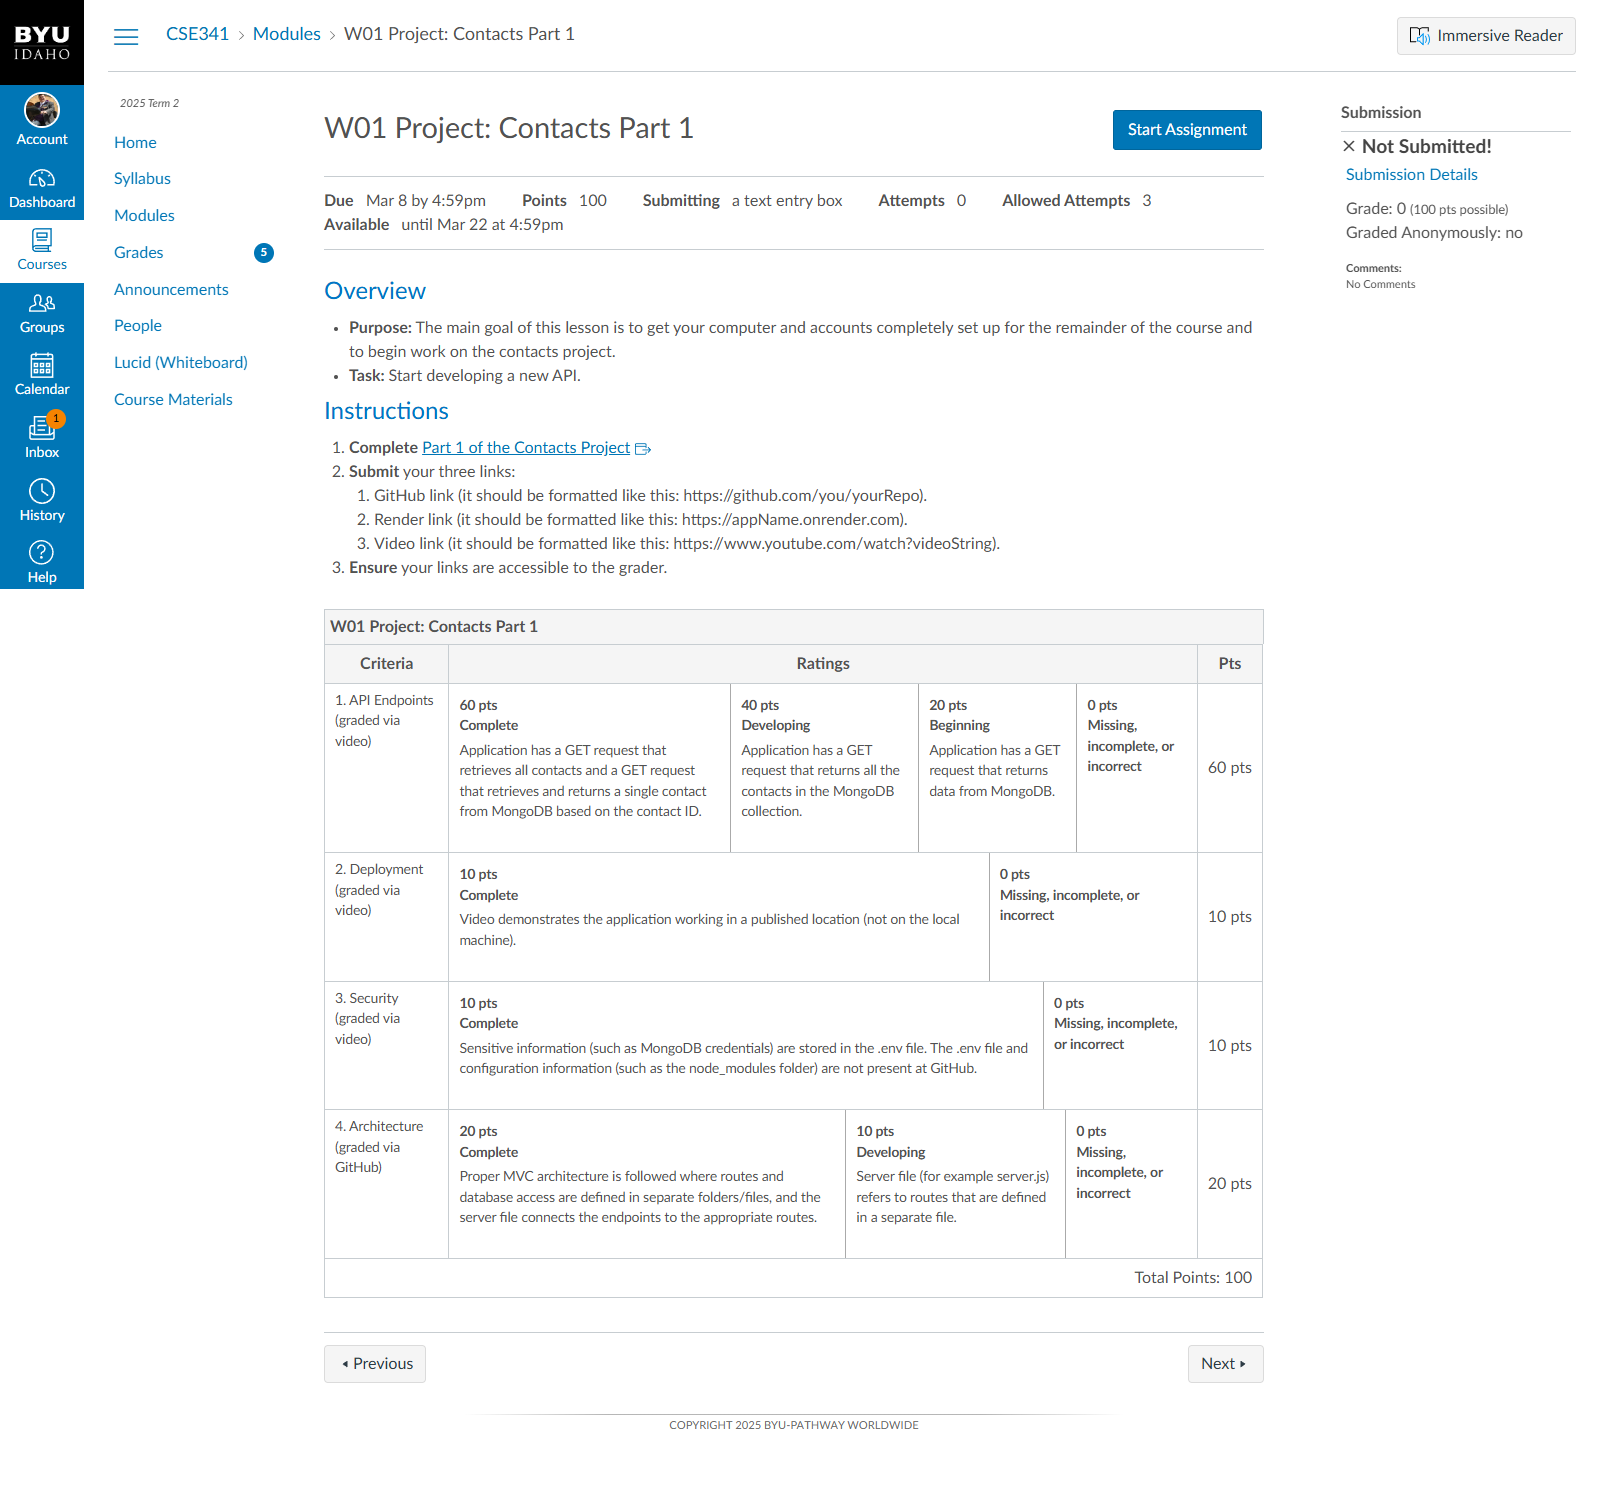 BYU
IDAHO
Account
Dashboard
Courses
Groups
Calendar
1
Inbox
History
Help
CSE341 › Modules › W01 Project: Contacts Part 1
Immersive Reader
2025 Term 2
Home
Syllabus
Modules
Grades 5
Announcements
People
Lucid (Whiteboard)
Course Materials
W01 Project: Contacts Part 1
Start Assignment
Due Mar 8 by 4:59pm Points 100 Submitting a text entry box Attempts 0 Allowed Attempts 3
Available until Mar 22 at 4:59pm
Overview
• Purpose: The main goal of this lesson is to get your computer and accounts completely set up for the remainder of the course and
to begin work on the contacts project.
• Task: Start developing a new API.
Instructions
1. Complete Part 1 of the Contacts Project
2. Submit your three links:
1. GitHub link (it should be formatted like this: https://github.com/you/yourRepo).
2. Render link (it should be formatted like this: https://appName.onrender.com).
3. Video link (it should be formatted like this: https://www.youtube.com/watch?videoString).
3. Ensure your links are accessible to the grader.
W01 Project: Contacts Part 1
Criteria Ratings Pts
1. API Endpoints
(graded via
video)
60 pts
Complete
Application has a GET request that
retrieves all contacts and a GET request
that retrieves and returns a single contact
from MongoDB based on the contact ID.
40 pts
Developing
Application has a GET
request that returns all the
contacts in the MongoDB
collection.
20 pts
Beginning
Application has a GET
request that returns
data from MongoDB.
0 pts
Missing,
incomplete, or
incorrect
60 pts
2. Deployment
(graded via
video)
10 pts
Complete
Video demonstrates the application working in a published location (not on the local
machine).
0 pts
Missing, incomplete, or
incorrect
10 pts
3. Security
(graded via
video)
10 pts
Complete
Sensitive information (such as MongoDB credentials) are stored in the .env file. The .env file and
configuration information (such as the node_modules folder) are not present at GitHub.
0 pts
Missing, incomplete,
or incorrect
10 pts
4. Architecture
(graded via
GitHub)
20 pts
Complete
Proper MVC architecture is followed where routes and
database access are defined in separate folders/files, and the
server file connects the endpoints to the appropriate routes.
10 pts
Developing
Server file (for example server.js)
refers to routes that are defined
in a separate file.
0 pts
Missing,
incomplete, or
incorrect
20 pts
Total Points: 100
Previous
Next
COPYRIGHT 2025 BYU-PATHWAY WORLDWIDE
Submission
Not Submitted!
Submission Details
Grade: 0 (100 pts possible)
Graded Anonymously: no
Comments:
No Comments